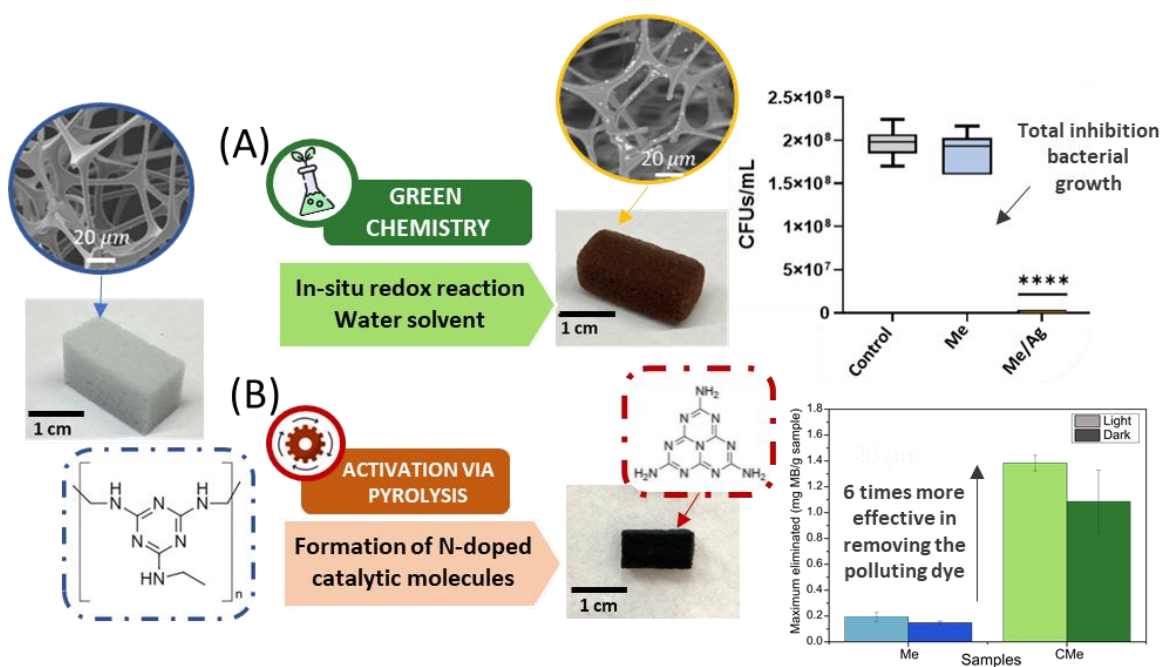 20 μm
1 cm
(A)
GREEN
CHEMISTRY
In-situ redox reaction
Water solvent
20 μm
1 cm
CFUs/mL
2.5×10⁸
2×10⁸
1.5×10⁸
1×10⁸
5×10⁷
0
Total inhibition
bacterial
growth
****
Control
Me
Me/Ag
H
N
N
N
N
H
N
HN
n
(B)
ACTIVATION VIA
PYROLYSIS
Formation of N-doped
catalytic molecules
NH₂
N
N
N
N
N
N
N
H₂N
N
NH₂
1 cm
Maximum eliminated (mg MB/g sample)
1.8
1.6
1.4
1.2
1.0
0.8
0.6
0.4
0.2
0.0
Light
Dark
20 μm
6 times more
effective in
removing the
polluting dye
Me
CMe
Samples